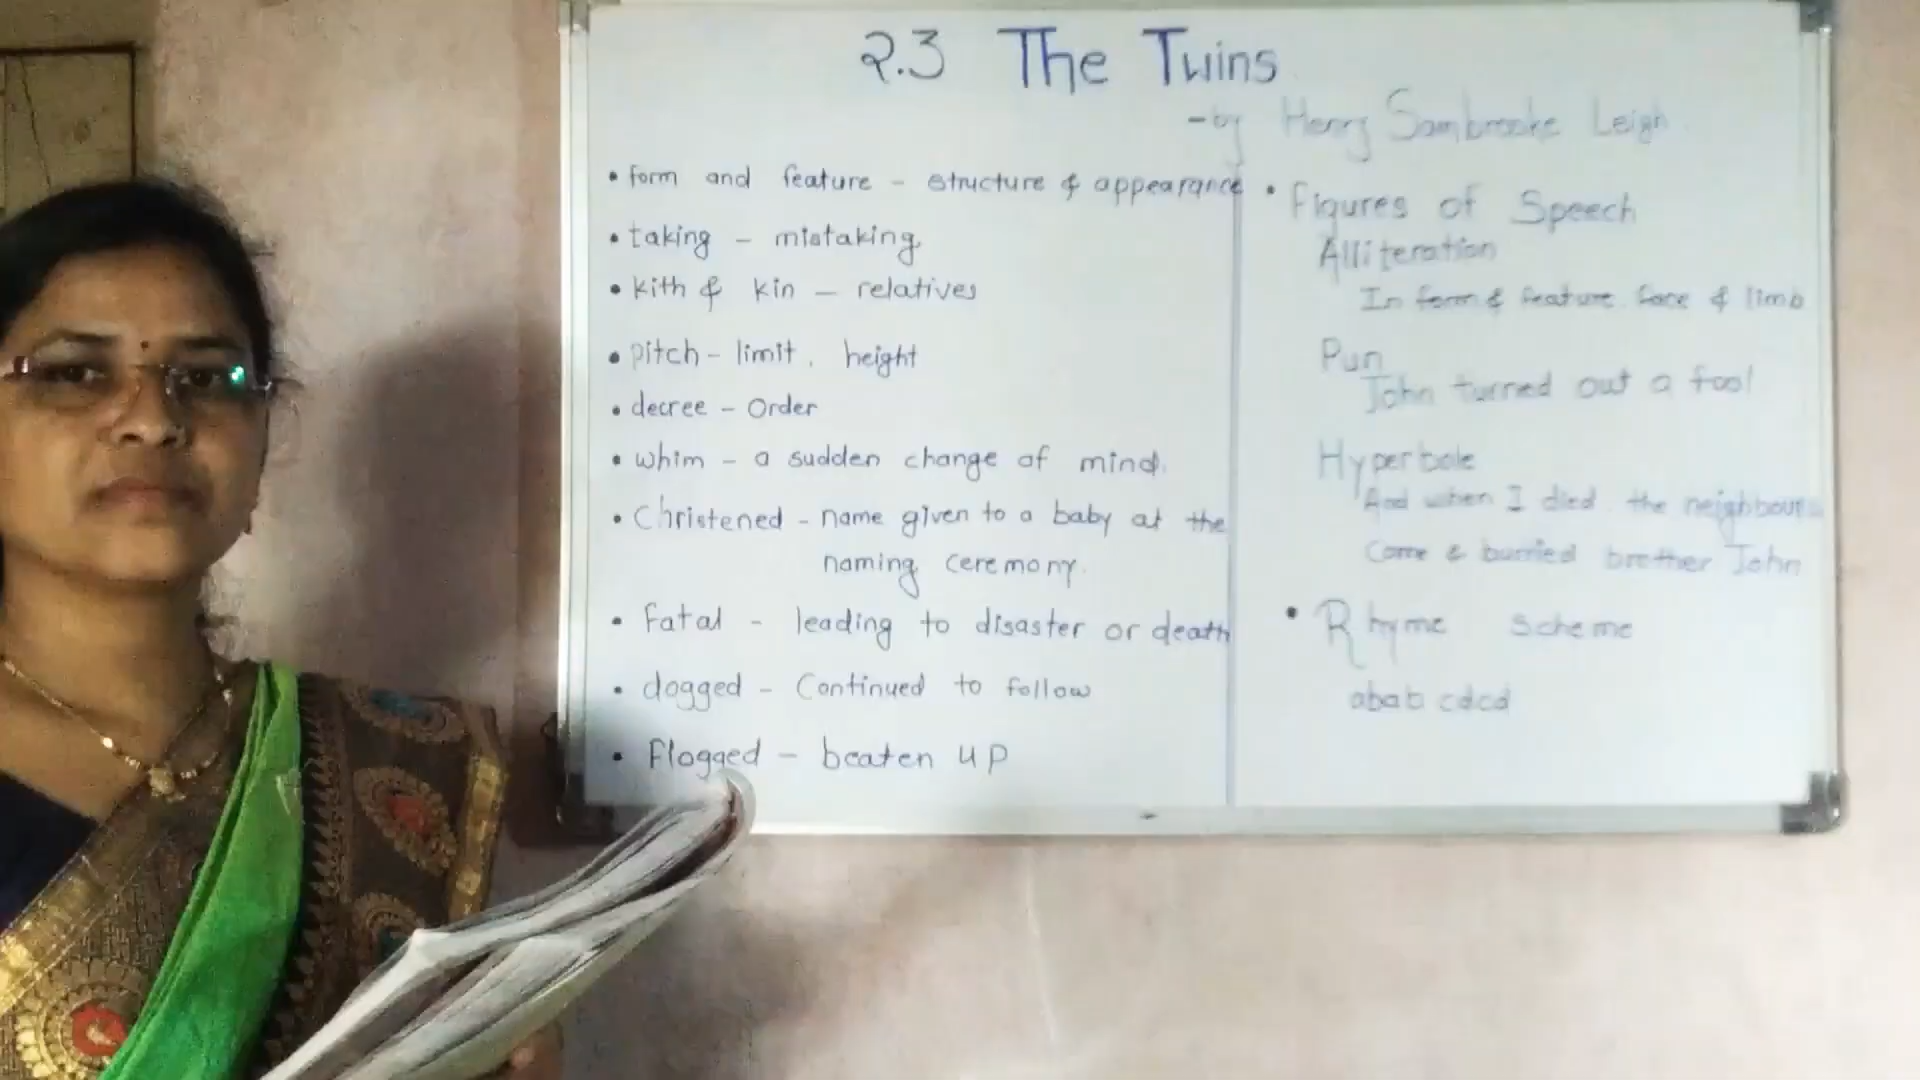 2.3 The Twins
-by Henry Sambrooke Leigh
• form and feature - structure & appearance
• taking - mistaking
• kith & kin - relatives
• pitch - limit, height
• decree - Order
• whim - a sudden change of mind.
• Christened - name given to a baby at the
naming ceremony.
• Fatal - leading to disaster or death
• dogged - Continued to follow
• Flogged - beaten up
• Figures of Speech
Alliteration
In form & feature, face & limb
Pun
John turned out a fool
Hyperbole
And when I died, the neighbours
Came & burried brother John
• Rhyme scheme
abab cdcd